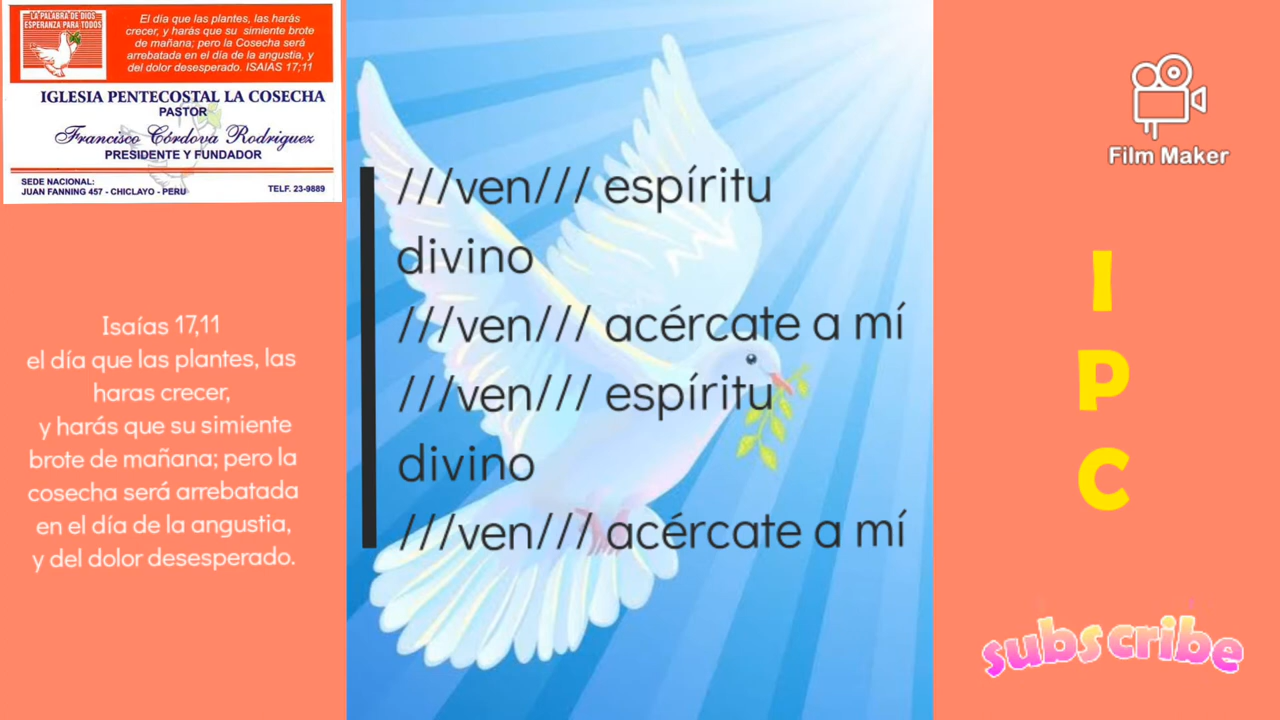 LA PALABRA DE DIOS
ESPERANZA PARA TODOS
El día que las plantes, las harás
crecer, y harás que su simiente brote
de mañana; pero la Cosecha será
arrebatada en el día de la angustia, y
del dolor desesperado. ISAIAS 17;11
IGLESIA PENTECOSTAL LA COSECHA
PASTOR
Francisco Córdova Rodriguez
PRESIDENTE Y FUNDADOR
SEDE NACIONAL:
JUAN FANNING 457 - CHICLAYO - PERU
TELF. 23-9889
Isaías 17,11
el día que las plantes, las
haras crecer,
y harás que su simiente
brote de mañana; pero la
cosecha será arrebatada
en el día de la angustia,
y del dolor desesperado.
///ven/// espíritu
divino
///ven/// acércate a mí
///ven/// espíritu
divino
///ven/// acércate a mí
Film Maker
I
P
C
subscribe